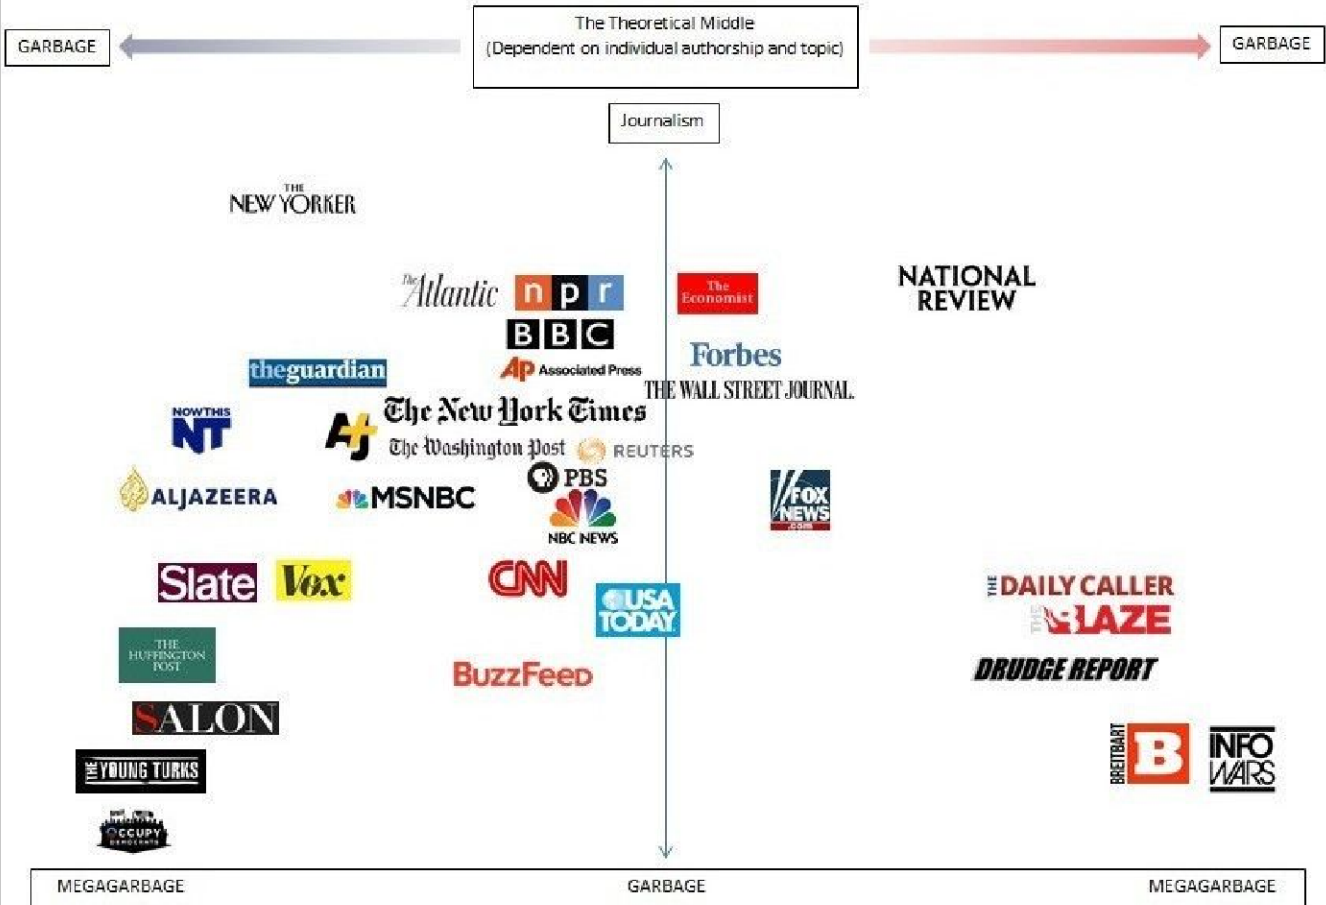 The Theoretical Middle
GARBAGE
(Dependent on individual authorship and topic)
GARBAGE
Journalism
THE
NEW YORKER
The Atlantic
npr
The
Economist
NATIONAL
REVIEW
BBC
Forbes
theguardian
AP Associated Press
THE WALL STREET JOURNAL.
NOWTHIS
NT
AJ
The New York Times
The Washington Post
REUTERS
PBS
ALJAZEERA
MSNBC
FOX
NEWS
.com
NBC NEWS
Slate
Vox
CNN
USA
TODAY
THE DAILY CALLER
THE BLAZE
THE
HUFFINGTON
POST
BuzzFeed
DRUDGE REPORT
SALON
THE YOUNG TURKS
BREITBART
B
INFO
WARS
OCCUPY
DEMOCRATS
MEGAGARBAGE
GARBAGE
MEGAGARBAGE